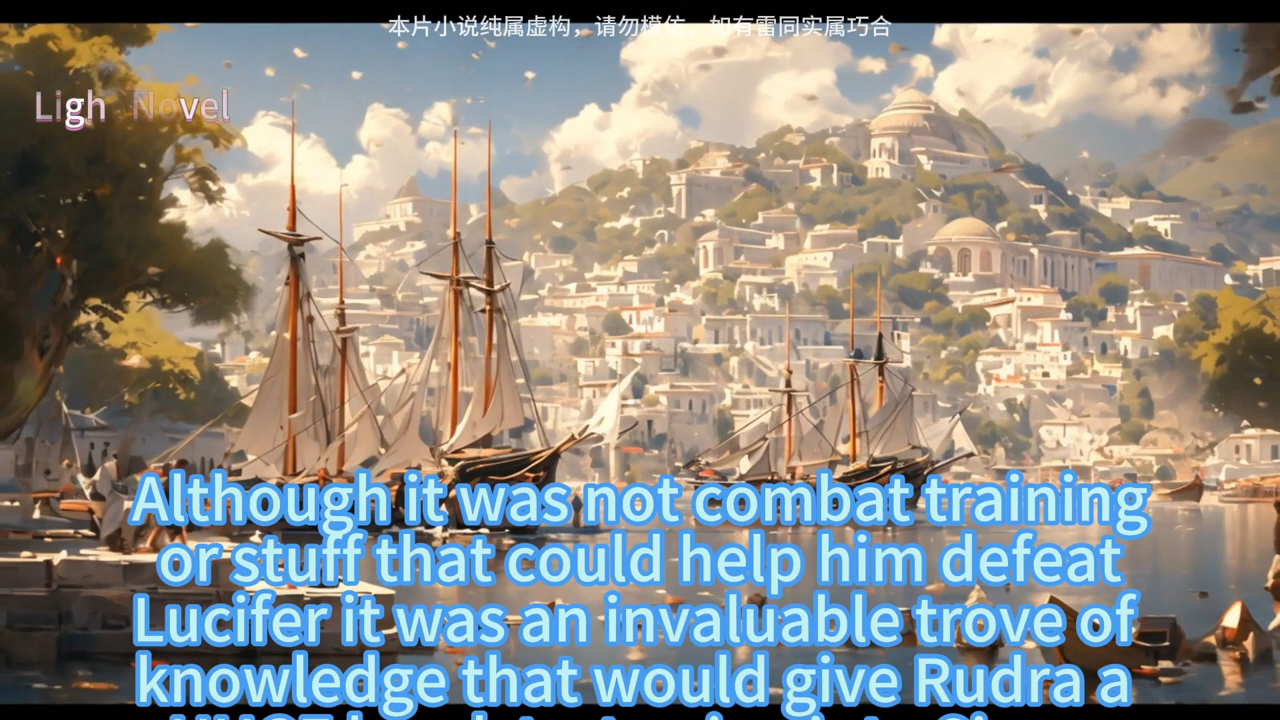 本片小说纯属虚构，请勿模仿，如有雷同实属巧合
Ligh Novel
Although it was not combat training
or stuff that could help him defeat
Lucifer it was an invaluable trove of
knowledge that would give Rudra a